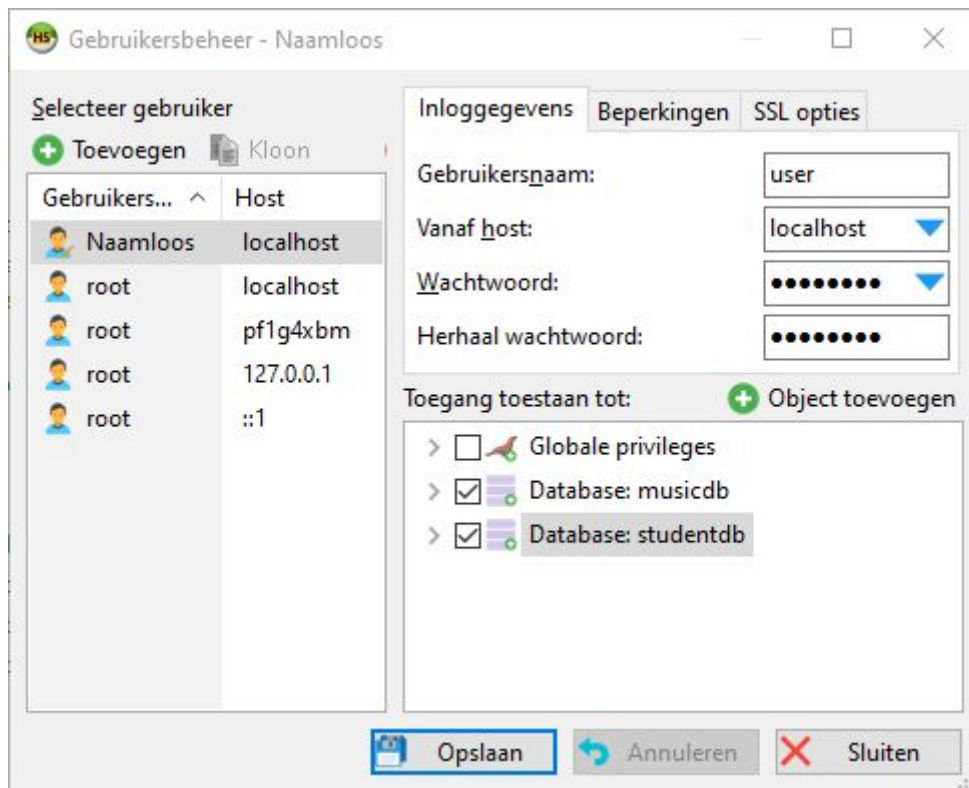 HS Gebruikersbeheer - Naamloos
Selecteer gebruiker
Toevoegen Kloon
Gebruikers... Host
Naamloos localhost
root localhost
root pf1g4xbm
root 127.0.0.1
root ::1
Inloggegevens Beperkingen SSL opties
Gebruikersnaam: user
Vanaf host: localhost
Wachtwoord: ●●●●●●●●
Herhaal wachtwoord: ●●●●●●●●
Toegang toestaan tot: Object toevoegen
Globale privileges
Database: musicdb
Database: studentdb
Opslaan Annuleren Sluiten